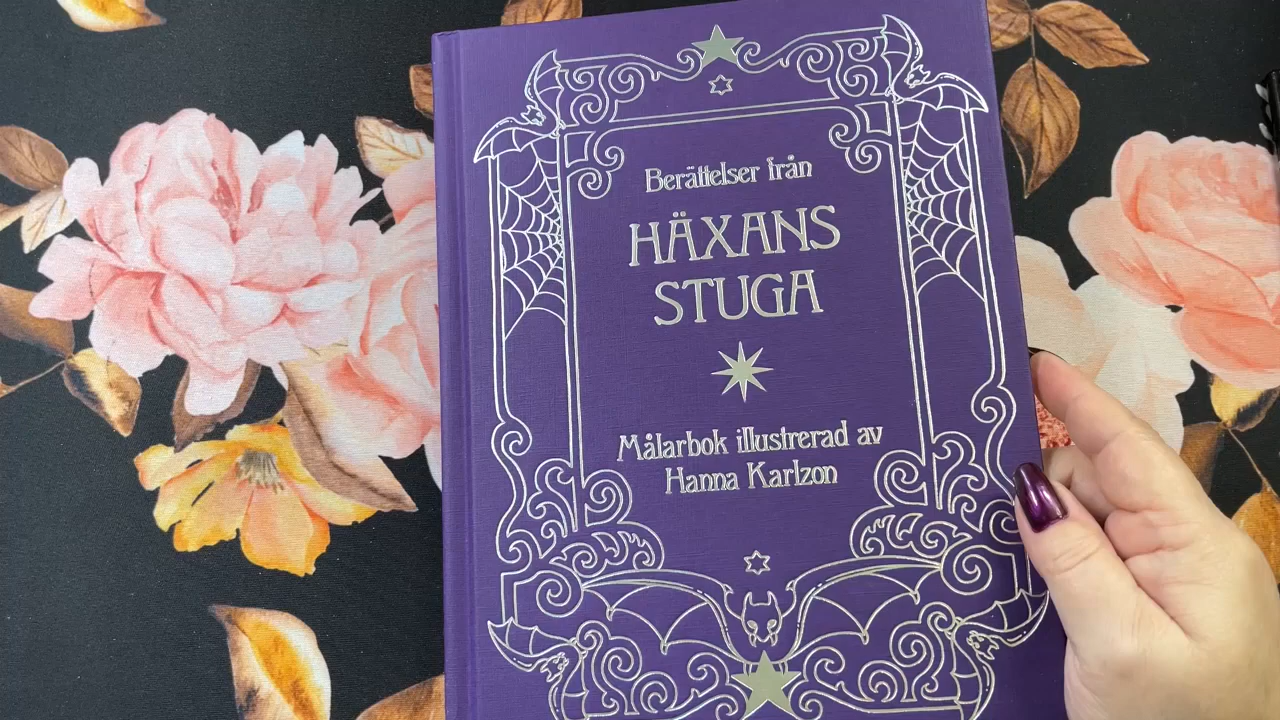 Berättelser från
HÄXANS
STUGA
Målarbok illustrerad av
Hanna Karlzon